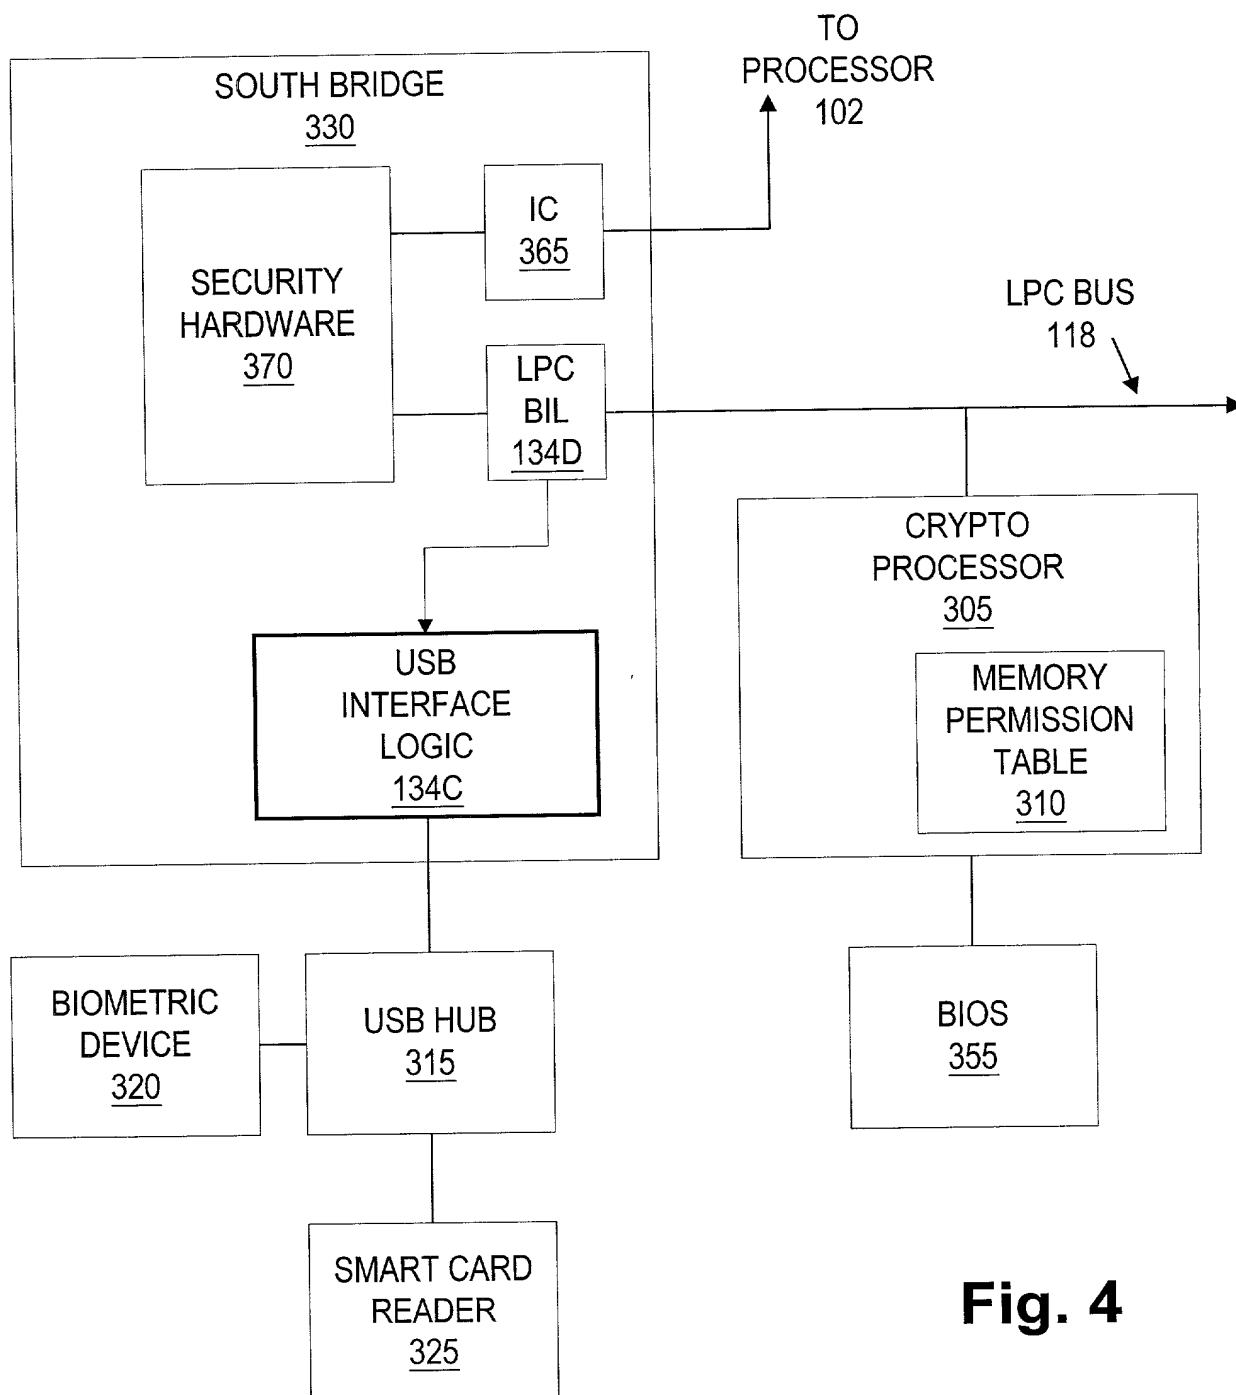 TO
PROCESSOR
102
SOUTH BRIDGE
330
IC
365
SECURITY
HARDWARE
370
LPC BUS
118
LPC
BIL
134D
CRYPTO
PROCESSOR
305
USB
INTERFACE
LOGIC
134C
MEMORY
PERMISSION
TABLE
310
BIOMETRIC
DEVICE
320
USB HUB
315
BIOS
355
SMART CARD
READER
325
Fig. 4